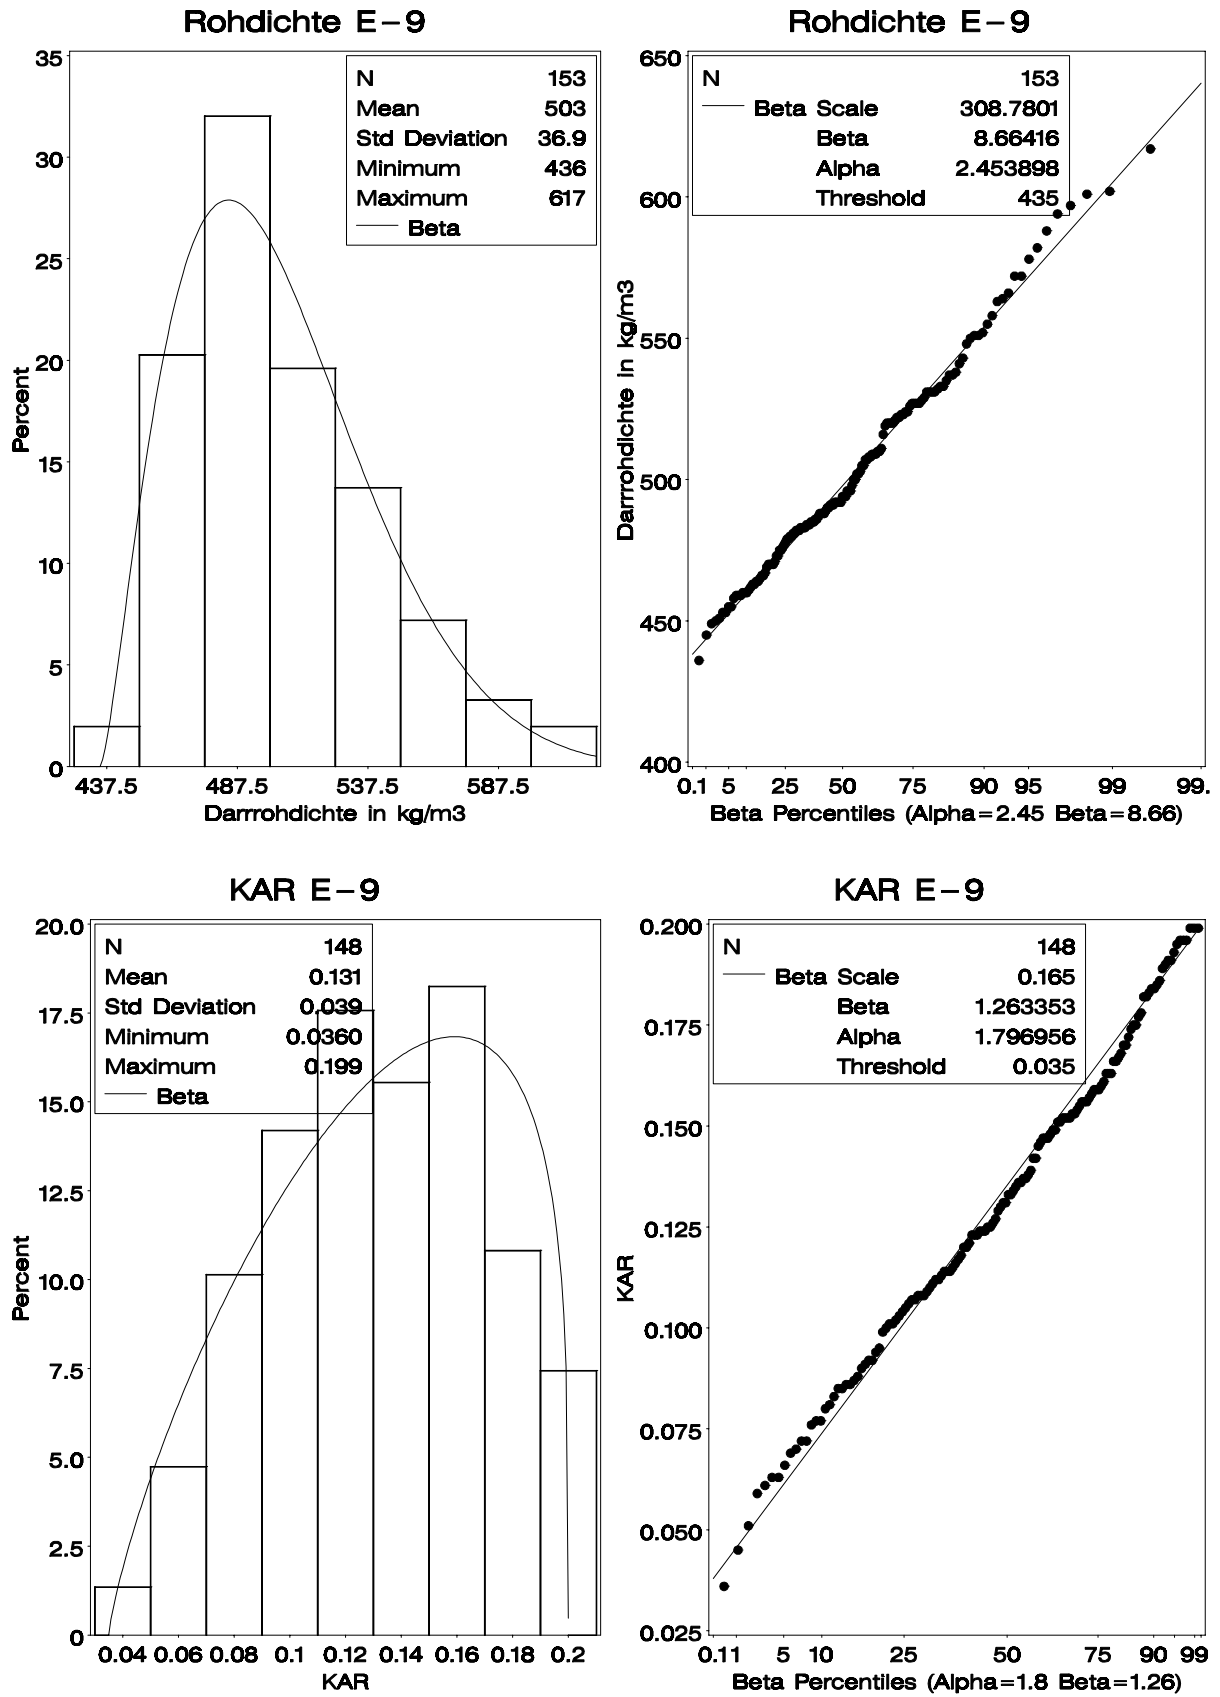 Rohdichte E-9
35
30
25
20
15
10
5
0
Percent
N 153
Mean 503
Std Deviation 36.9
Minimum 436
Maximum 617
Beta
437.5 487.5 537.5 587.5
Darrrohdichte in kg/m3
Rohdichte E-9
650
600
550
500
450
400
Darrrohdichte in kg/m3
N 153
Beta Scale 308.7801
Beta 8.66416
Alpha 2.453898
Threshold 435
0.1 5 25 50 75 90 95 99 99.
Beta Percentiles (Alpha=2.45 Beta=8.66)
KAR E-9
20.0
17.5
15.0
12.5
10.0
7.5
5.0
2.5
0
Percent
N 148
Mean 0.131
Std Deviation 0.039
Minimum 0.0360
Maximum 0.199
Beta
0.04 0.06 0.08 0.1 0.12 0.14 0.16 0.18 0.2
KAR
KAR E-9
0.200
0.175
0.150
0.125
0.100
0.075
0.050
0.025
KAR
N 148
Beta Scale 0.165
Beta 1.263353
Alpha 1.796956
Threshold 0.035
0.11 5 10 25 50 75 90 99
Beta Percentiles (Alpha=1.8 Beta=1.26)